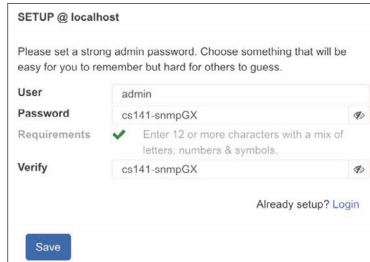 SETUP @ localhost
Please set a strong admin password. Choose something that will be
easy for you to remember but hard for others to guess.
User admin
Password cs141-snmpGX
Requirements Enter 12 or more characters with a mix of
letters, numbers & symbols.
Verify cs141-snmpGX
Already setup? Login
Save